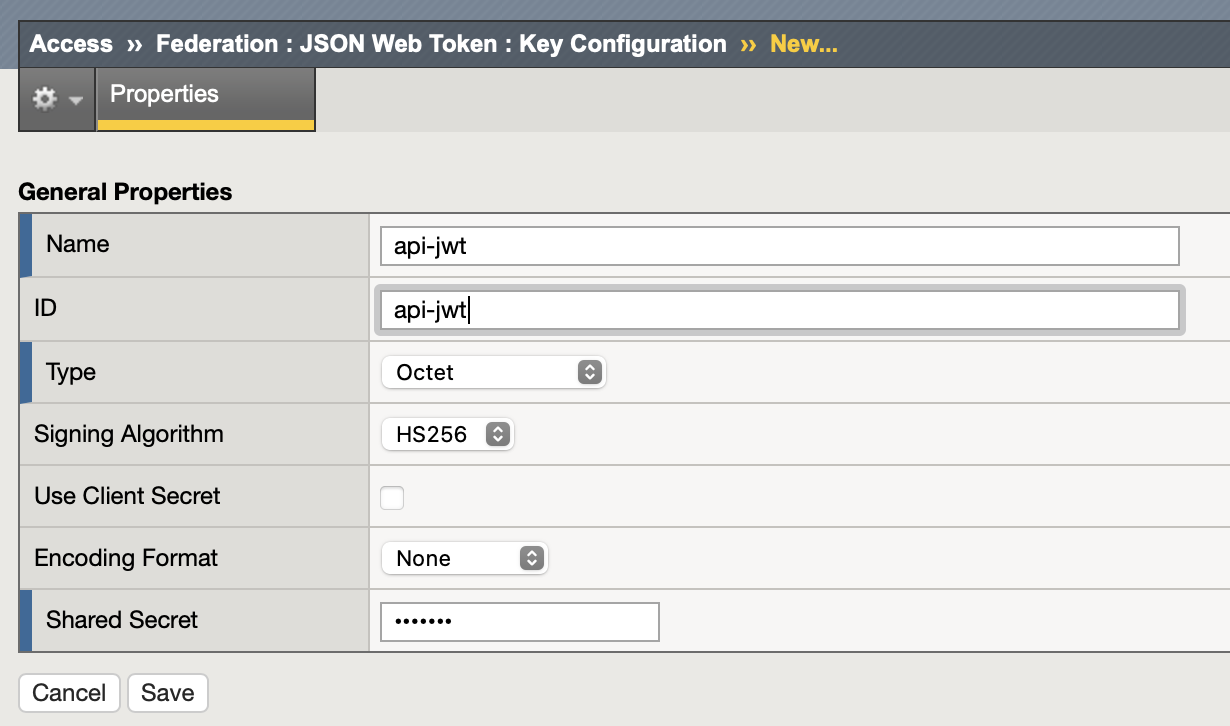 Access » Federation : JSON Web Token : Key Configuration » New...
Properties
General Properties
Name api-jwt
ID api-jwt
Type Octet
Signing Algorithm HS256
Use Client Secret
Encoding Format None
Shared Secret •••••••
Cancel Save